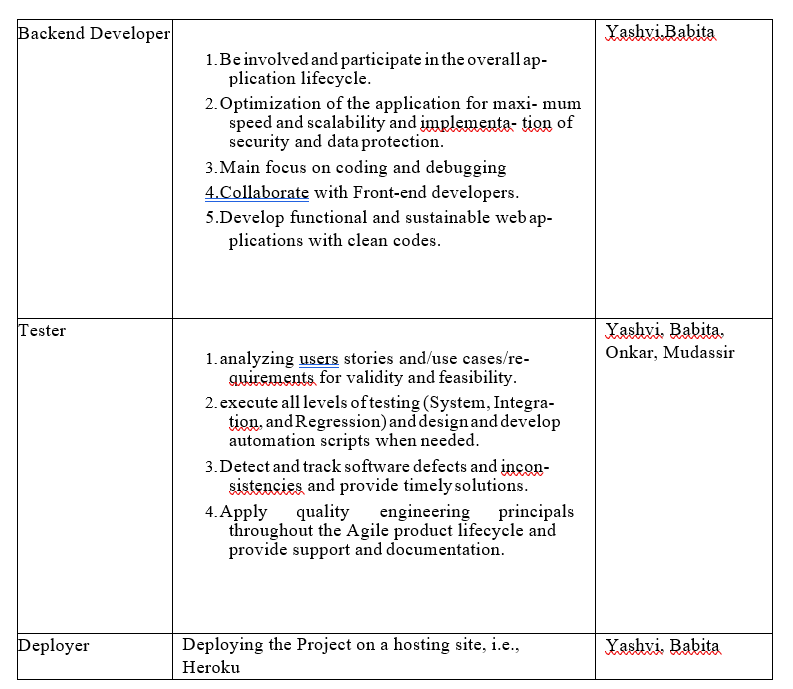 Backend Developer
1. Be involved and participate in the overall ap-
plication lifecycle.
2. Optimization of the application for maxi- mum
speed and scalability and implementa- tion of
security and data protection.
3. Main focus on coding and debugging
4.Collaborate with Front-end developers.
5.Develop functional and sustainable web ap-
plications with clean codes.
Yashvi,Babita
Tester
1. analyzing users stories and/use cases/re-
quirements for validity and feasibility.
2. execute all levels of testing (System, Integra-
tion, and Regression) and design and develop
automation scripts when needed.
3. Detect and track software defects and incon-
sistencies and provide timely solutions.
4. Apply quality engineering principals
throughout the Agile product lifecycle and
provide support and documentation.
Yashvi, Babita,
Onkar, Mudassir
Deployer
Deploying the Project on a hosting site, i.e.,
Heroku
Yashvi, Babita